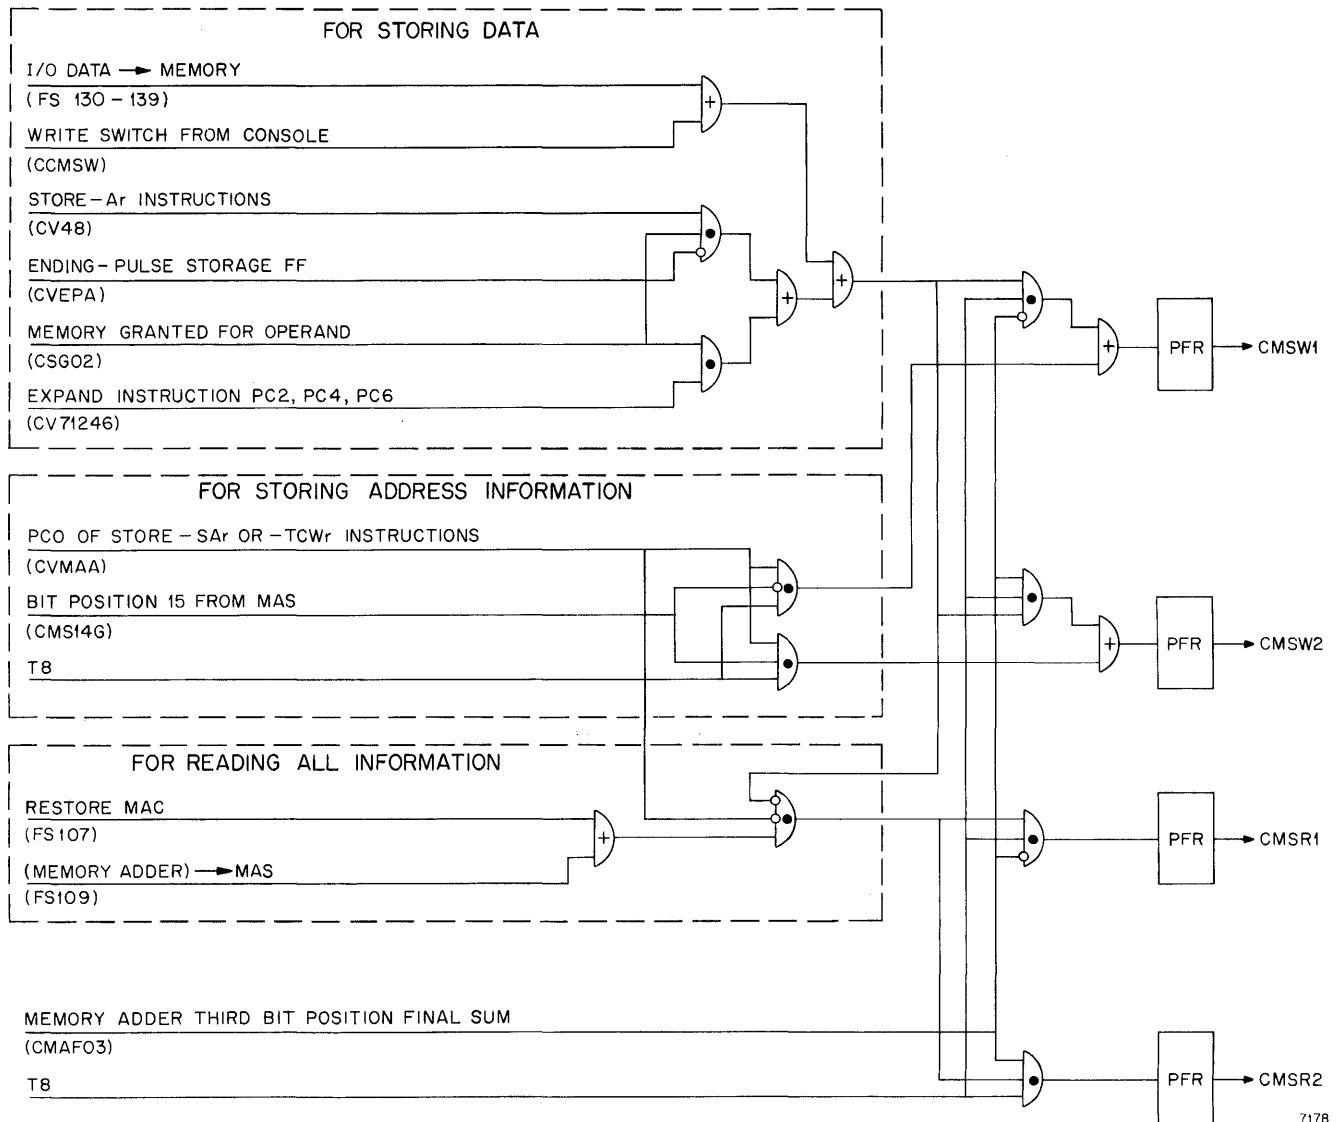 FOR STORING DATA
I/O DATA → MEMORY
(FS 130-139)
WRITE SWITCH FROM CONSOLE
(CCMSW)
STORE-Ar INSTRUCTIONS
(CV48)
ENDING-PULSE STORAGE FF
(CVEPA)
MEMORY GRANTED FOR OPERAND
(CSG02)
EXPAND INSTRUCTION PC2, PC4, PC6
(CV71246)
+
+
+
+
PFR
CMSW1
FOR STORING ADDRESS INFORMATION
PCO OF STORE-SAr OR -TCWr INSTRUCTIONS
(CVMAA)
BIT POSITION 15 FROM MAS
(CMS14G)
T8
+
PFR
CMSW2
FOR READING ALL INFORMATION
RESTORE MAC
(FS107)
(MEMORY ADDER) → MAS
(FS109)
+
PFR
CMSR1
MEMORY ADDER THIRD BIT POSITION FINAL SUM
(CMAF03)
T8
PFR
CMSR2
7178